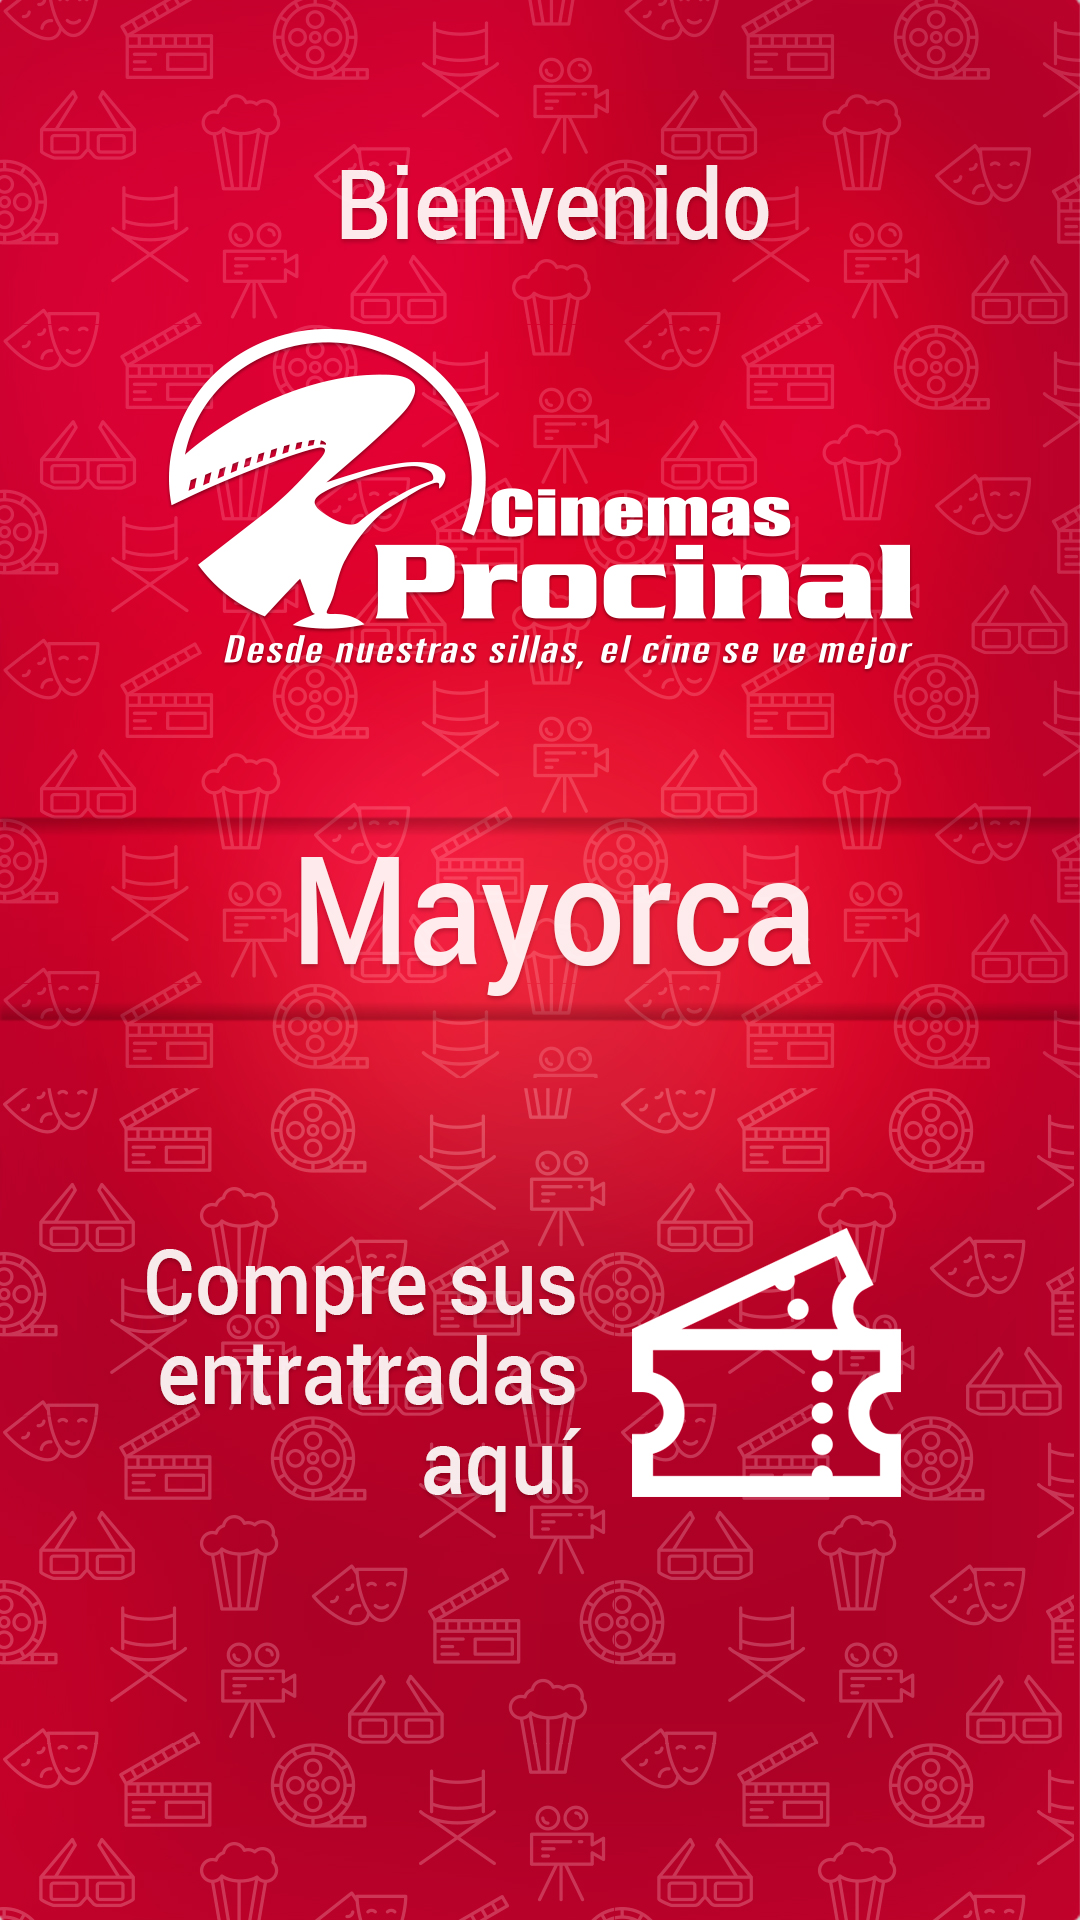 Bienvenido
Cinemas
Procinal
Desde nuestras sillas, el cine se ve mejor
Mayorca
Compre sus
entratradas
aquí